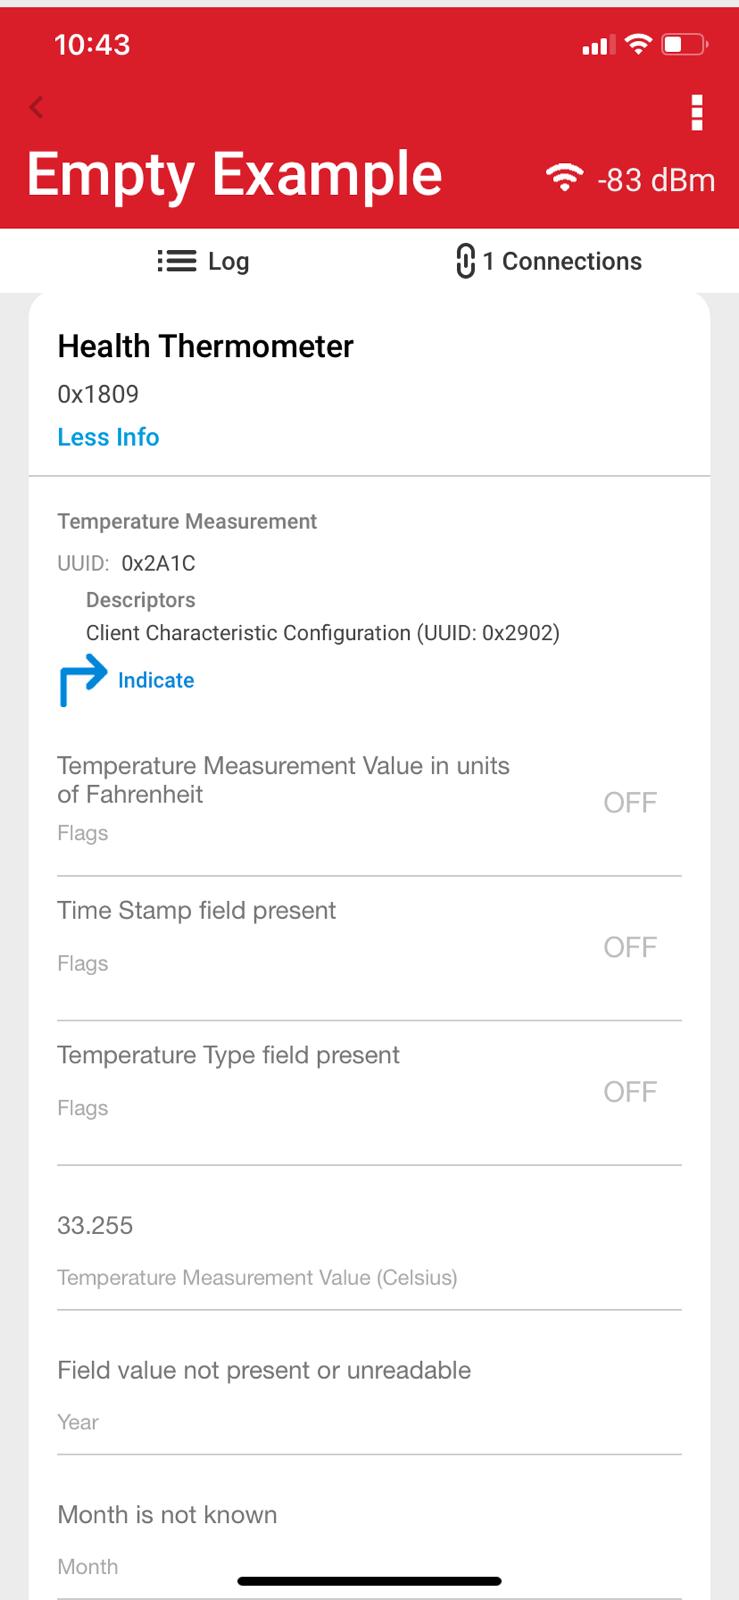 10:43
Empty Example
-83 dBm
Log
1 Connections
Health Thermometer
0x1809
Less Info
Temperature Measurement
UUID: 0x2A1C
Descriptors
Client Characteristic Configuration (UUID: 0x2902)
Indicate
Temperature Measurement Value in units
of Fahrenheit
OFF
Flags
Time Stamp field present
OFF
Flags
Temperature Type field present
OFF
Flags
33.255
Temperature Measurement Value (Celsius)
Field value not present or unreadable
Year
Month is not known
Month